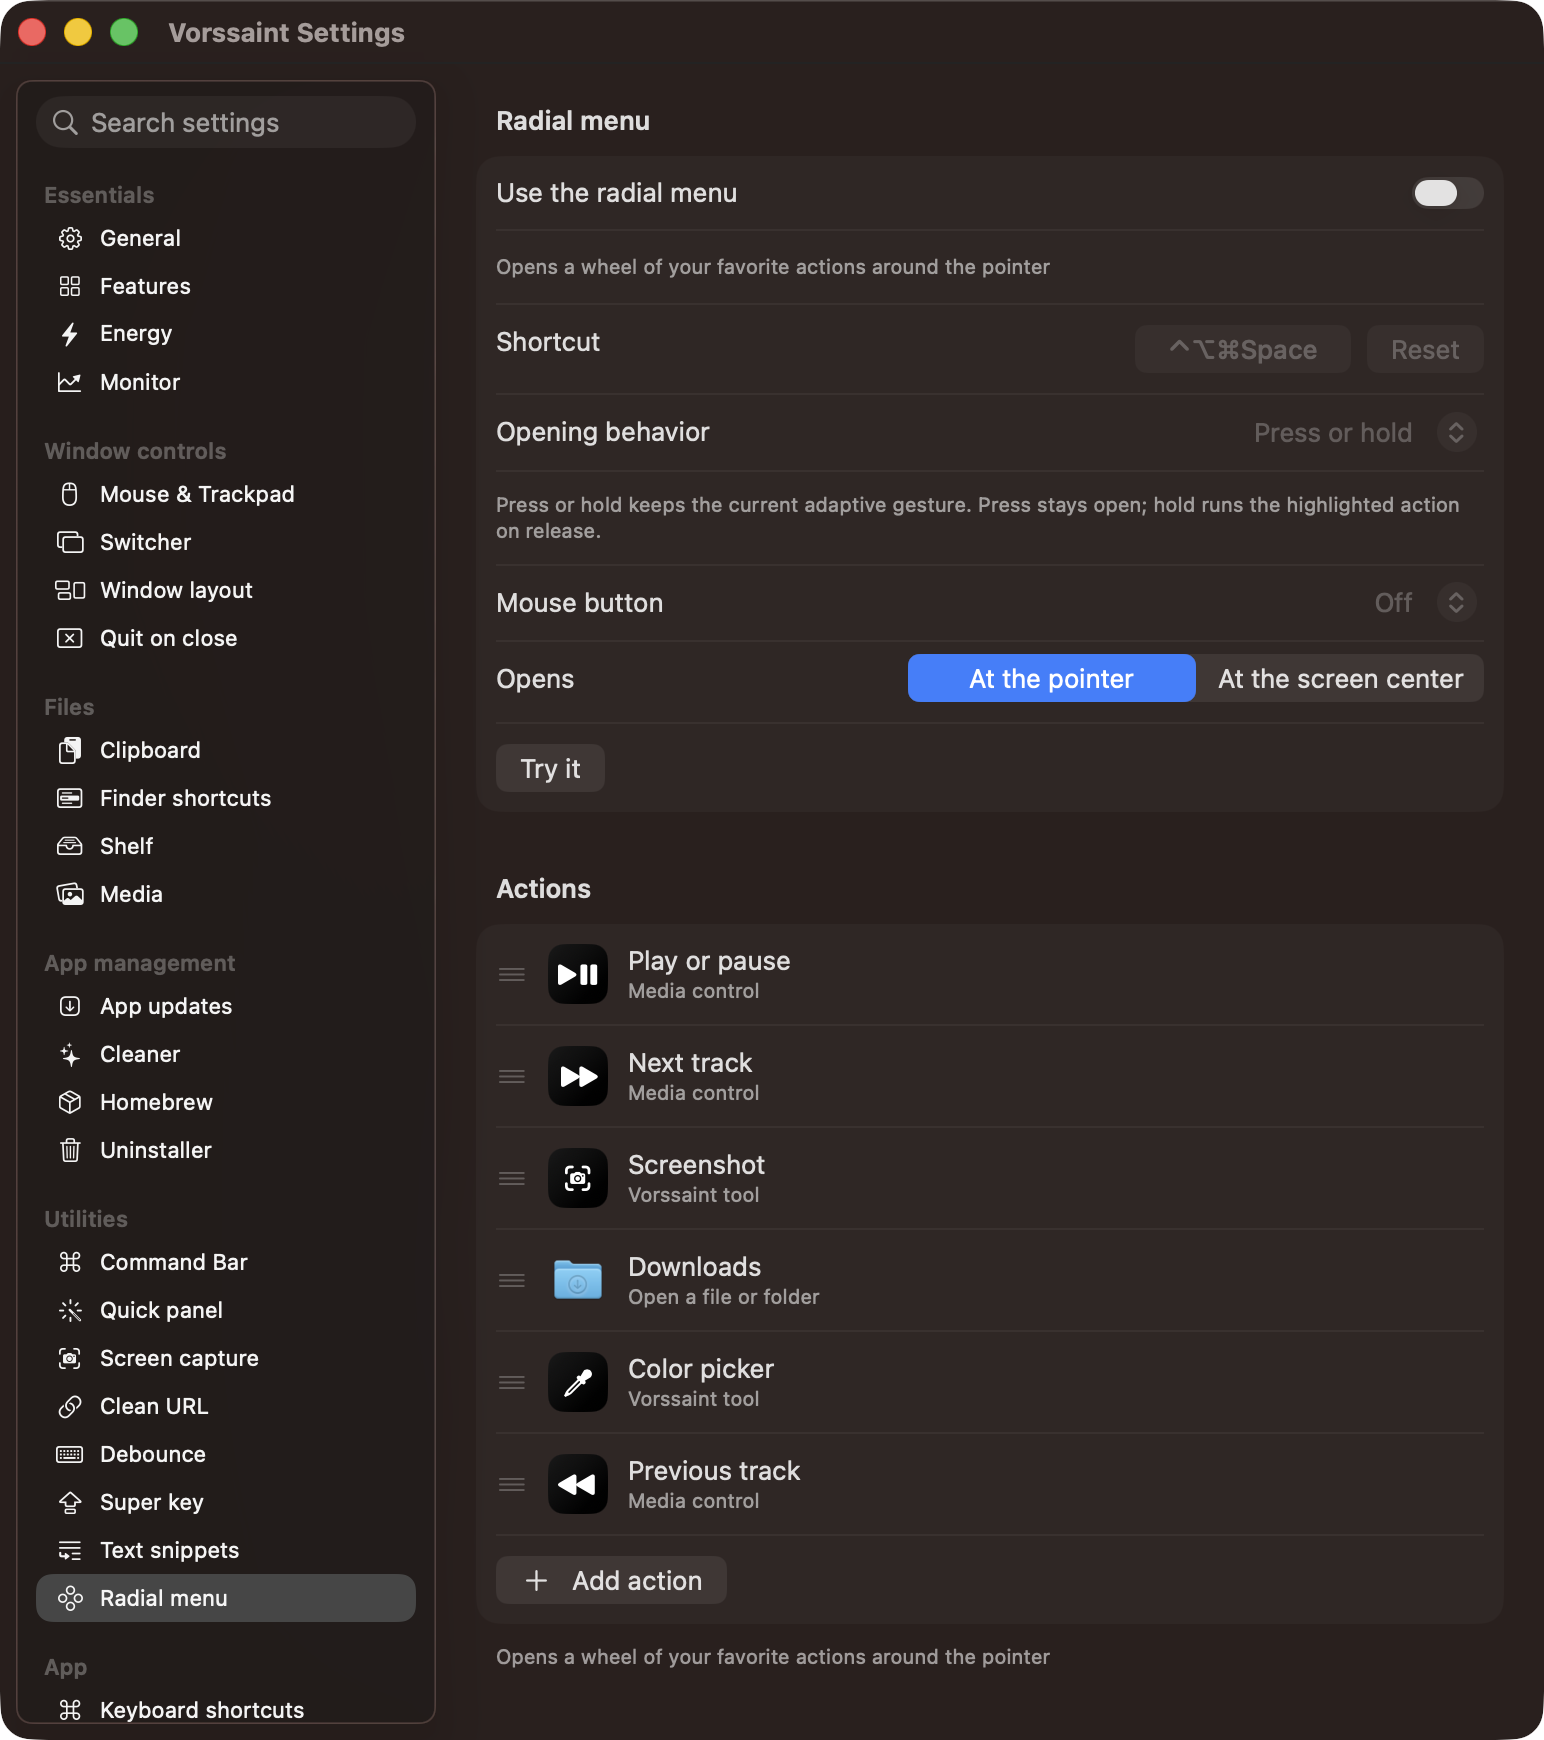 Vorssaint Settings
Search settings
Essentials
General
Features
Energy
Monitor
Window controls
Mouse & Trackpad
Switcher
Window layout
Quit on close
Files
Clipboard
Finder shortcuts
Shelf
Media
App management
App updates
Cleaner
Homebrew
Uninstaller
Utilities
Command Bar
Quick panel
Screen capture
Clean URL
Debounce
Super key
Text snippets
Radial menu
App
Keyboard shortcuts
Radial menu
Use the radial menu
Opens a wheel of your favorite actions around the pointer
Shortcut
⌃⌥⌘Space
Reset
Opening behavior
Press or hold
Press or hold keeps the current adaptive gesture. Press stays open; hold runs the highlighted action
on release.
Mouse button
Off
Opens
At the pointer
At the screen center
Try it
Actions
Play or pause
Media control
Next track
Media control
Screenshot
Vorssaint tool
Downloads
Open a file or folder
Color picker
Vorssaint tool
Previous track
Media control
Add action
Opens a wheel of your favorite actions around the pointer